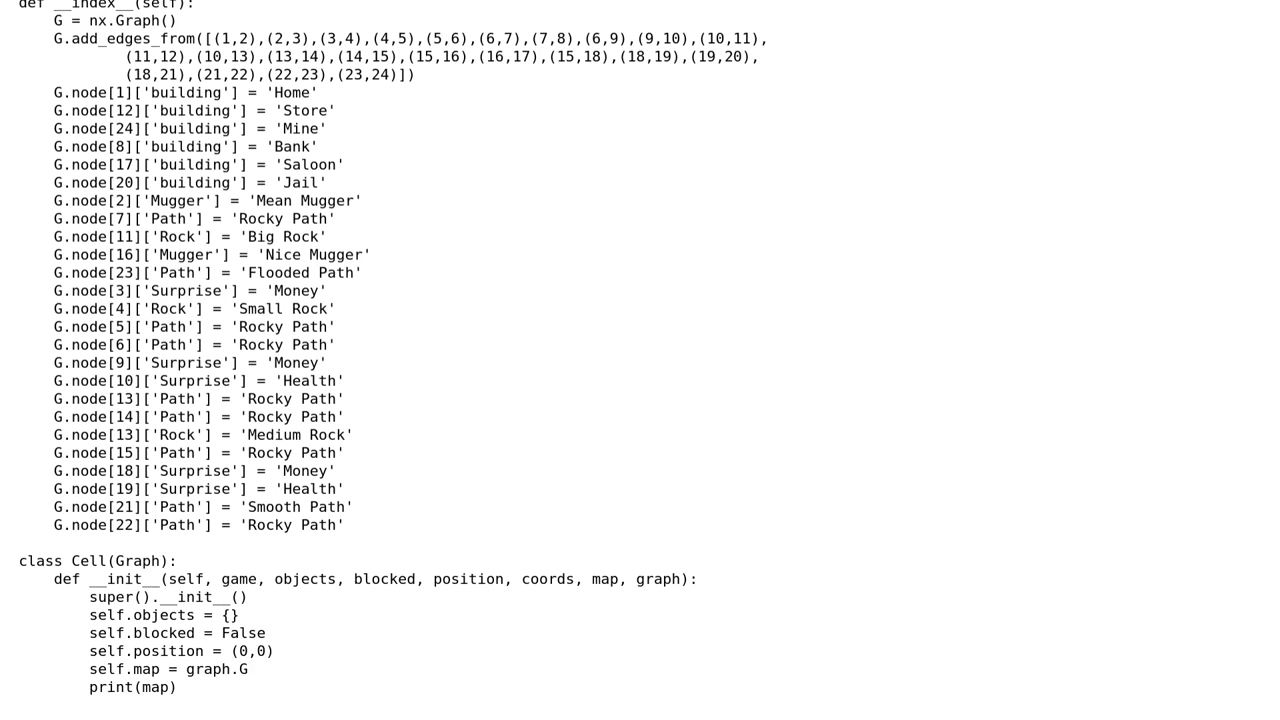 def __index__(self):
G = nx.Graph()
G.add_edges_from([(1,2),(2,3),(3,4),(4,5),(5,6),(6,7),(7,8),(6,9),(9,10),(10,11),
(11,12),(10,13),(13,14),(14,15),(15,16),(16,17),(15,18),(18,19),(19,20),
(18,21),(21,22),(22,23),(23,24)])
G.node[1]['building'] = 'Home'
G.node[12]['building'] = 'Store'
G.node[24]['building'] = 'Mine'
G.node[8]['building'] = 'Bank'
G.node[17]['building'] = 'Saloon'
G.node[20]['building'] = 'Jail'
G.node[2]['Mugger'] = 'Mean Mugger'
G.node[7]['Path'] = 'Rocky Path'
G.node[11]['Rock'] = 'Big Rock'
G.node[16]['Mugger'] = 'Nice Mugger'
G.node[23]['Path'] = 'Flooded Path'
G.node[3]['Surprise'] = 'Money'
G.node[4]['Rock'] = 'Small Rock'
G.node[5]['Path'] = 'Rocky Path'
G.node[6]['Path'] = 'Rocky Path'
G.node[9]['Surprise'] = 'Money'
G.node[10]['Surprise'] = 'Health'
G.node[13]['Path'] = 'Rocky Path'
G.node[14]['Path'] = 'Rocky Path'
G.node[13]['Rock'] = 'Medium Rock'
G.node[15]['Path'] = 'Rocky Path'
G.node[18]['Surprise'] = 'Money'
G.node[19]['Surprise'] = 'Health'
G.node[21]['Path'] = 'Smooth Path'
G.node[22]['Path'] = 'Rocky Path'
class Cell(Graph):
def __init__(self, game, objects, blocked, position, coords, map, graph):
super().__init__()
self.objects = {}
self.blocked = False
self.position = (0,0)
self.map = graph.G
print(map)